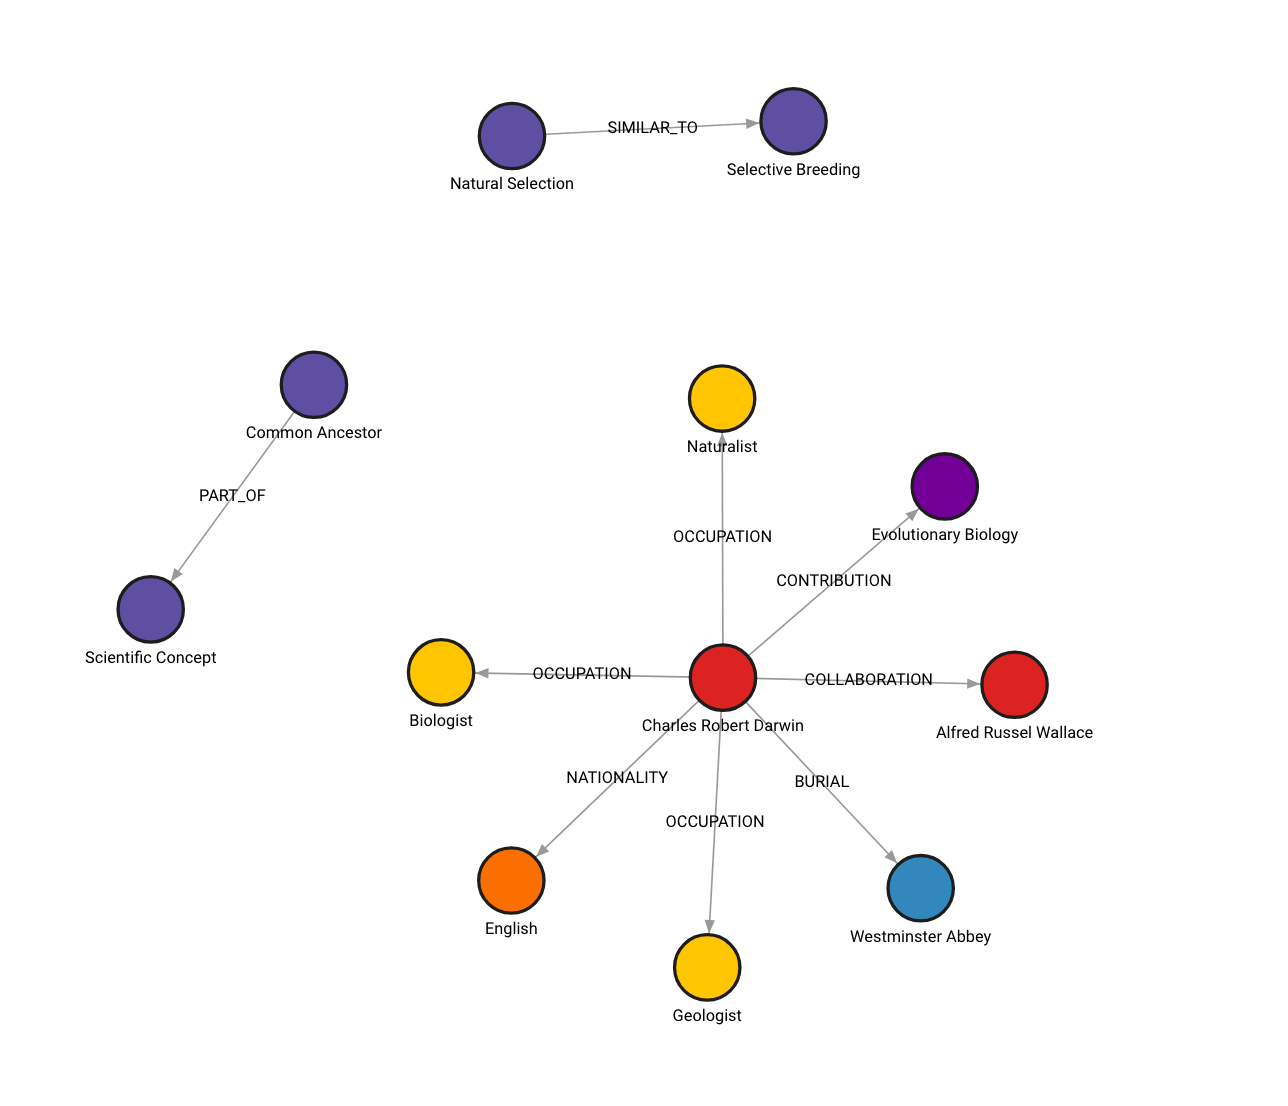 SIMILAR_TO
Selective Breeding
Natural Selection
Common Ancestor
Naturalist
PART_OF
Evolutionary Biology
OCCUPATION
CONTRIBUTION
Scientific Concept
OCCUPATION
COLLABORATION
Biologist
Charles Robert Darwin
Alfred Russel Wallace
NATIONALITY
BURIAL
OCCUPATION
English
Westminster Abbey
Geologist